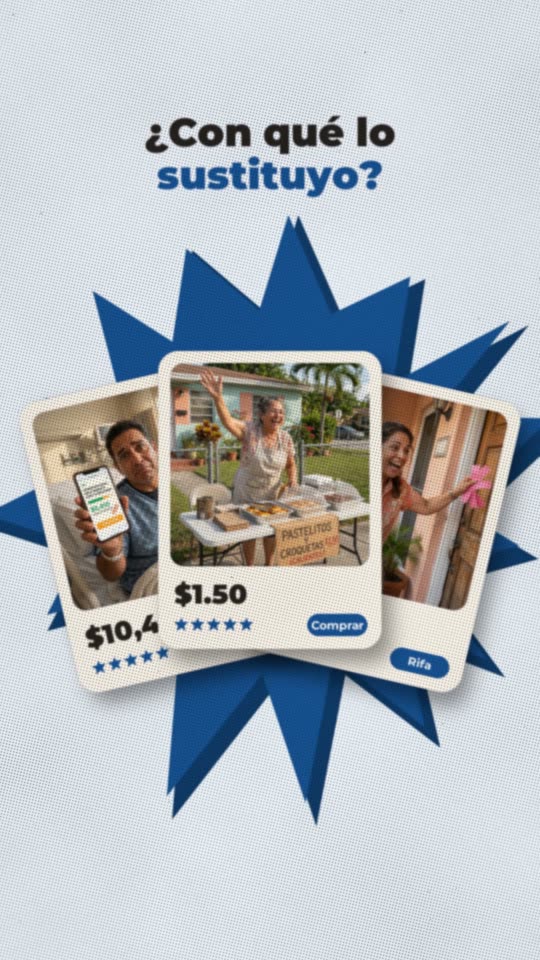 ¿Con qué lo
sustituyo?
PASTELITOS
Y
CROQUETAS
$1.50
Comprar
$10,4
Rifa